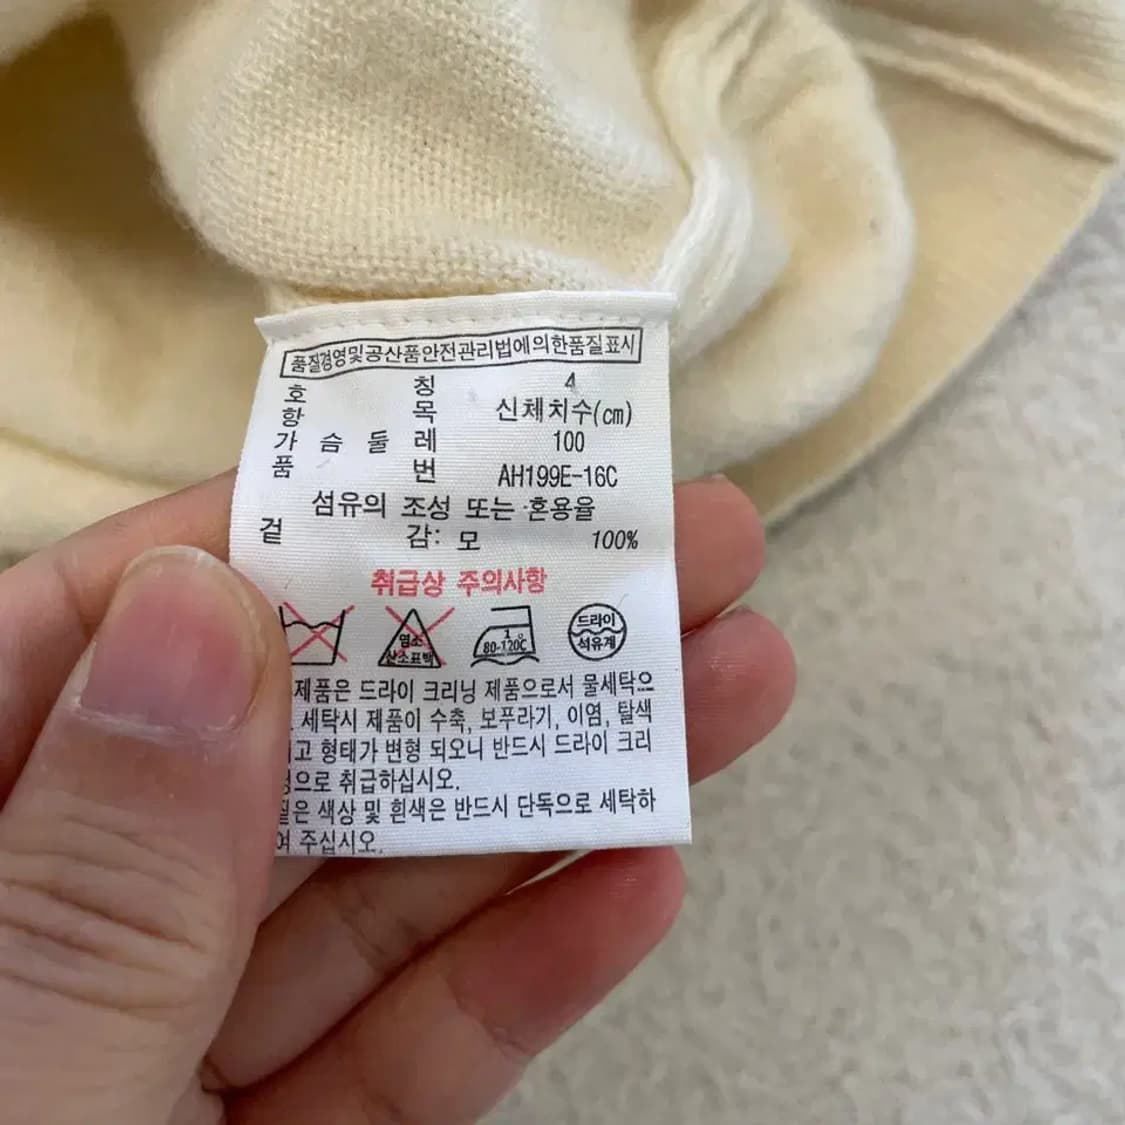 품질경영및공산품안전관리법에의한품질표시
호 칭 4
항 목 신체치수(cm)
가 슴 둘 레 100
품 번 AH199E-16C
섬유의 조성 또는 혼용율
겉 감: 모 100%
취급상 주의사항
염소
산소표백
1
80-120℃
드라이
석유계
제품은 드라이 크리닝 제품으로서 물세탁으
세탁시 제품이 수축, 보푸라기, 이염, 탈색
고 형태가 변형 되오니 반드시 드라이 크리
으로 취급하십시오.
은 색상 및 흰색은 반드시 단독으로 세탁하
여 주십시오.